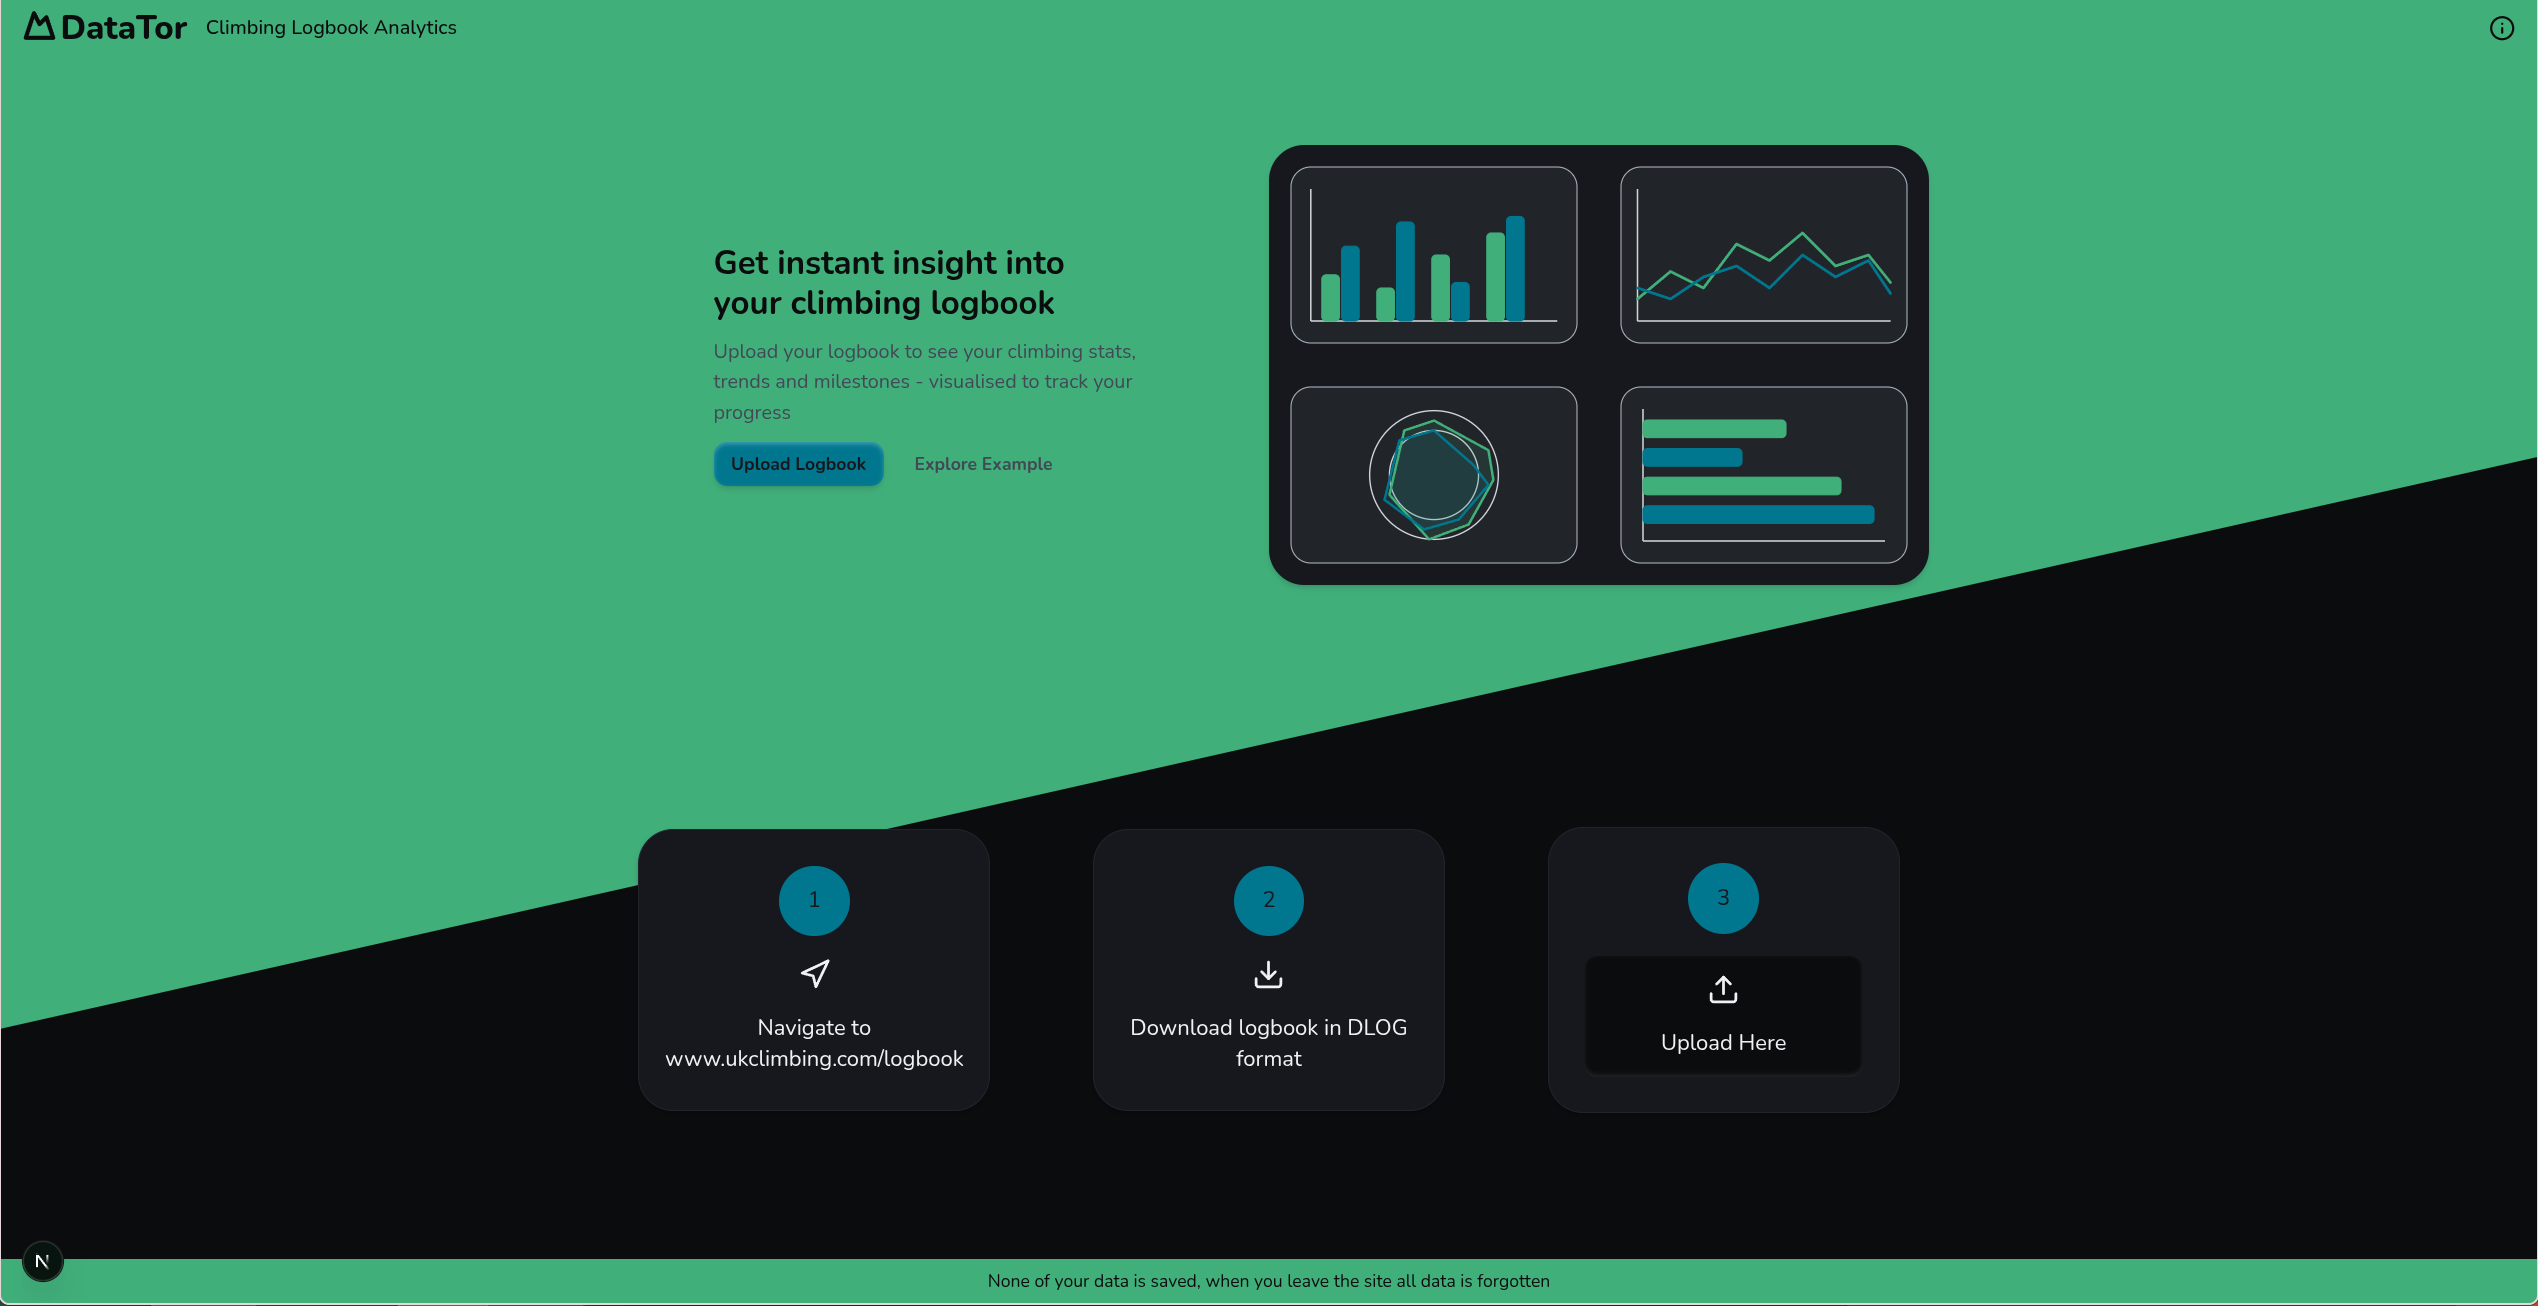 DataTor Climbing Logbook Analytics
Get instant insight into
your climbing logbook
Upload your logbook to see your climbing stats,
trends and milestones - visualised to track your
progress
Upload Logbook Explore Example
1
Navigate to
www.ukclimbing.com/logbook
2
Download logbook in DLOG
format
3
Upload Here
N
None of your data is saved, when you leave the site all data is forgotten